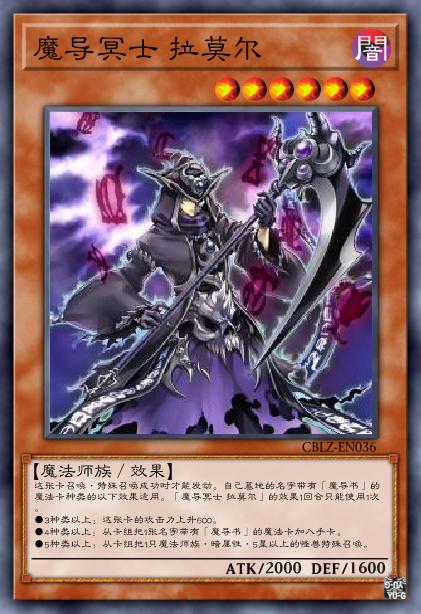 魔导冥士 拉莫尔
闇
CBLZ-EN036
【魔法师族／效果】
这张卡召唤·特殊召唤成功时才能发动。自己墓地的名字带有「魔导书」的
魔法卡种类的以下效果适用。「魔导冥士 拉莫尔」的效果1回合只能使用1次
。
●3种类以上：这张卡的攻击力上升600。
●4种类以上：从卡组把1张名字带有「魔导书」的魔法卡加入手卡。
●5种类以上：从卡组把1只魔法师族·暗属性·5星以上的怪兽特殊召唤。
ATK/2000 DEF/1600